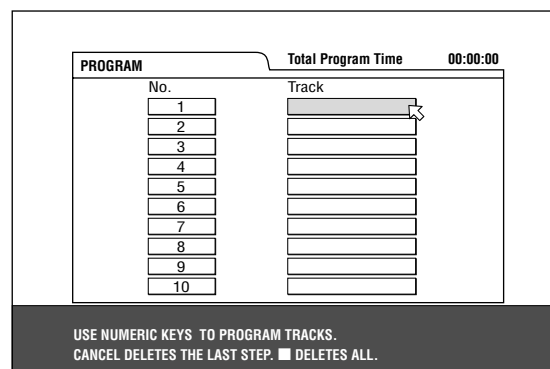 PROGRAM Total Program Time 00:00:00
No. Track
1
2
3
4
5
6
7
8
9
10
USE NUMERIC KEYS TO PROGRAM TRACKS.
CANCEL DELETES THE LAST STEP. ■ DELETES ALL.